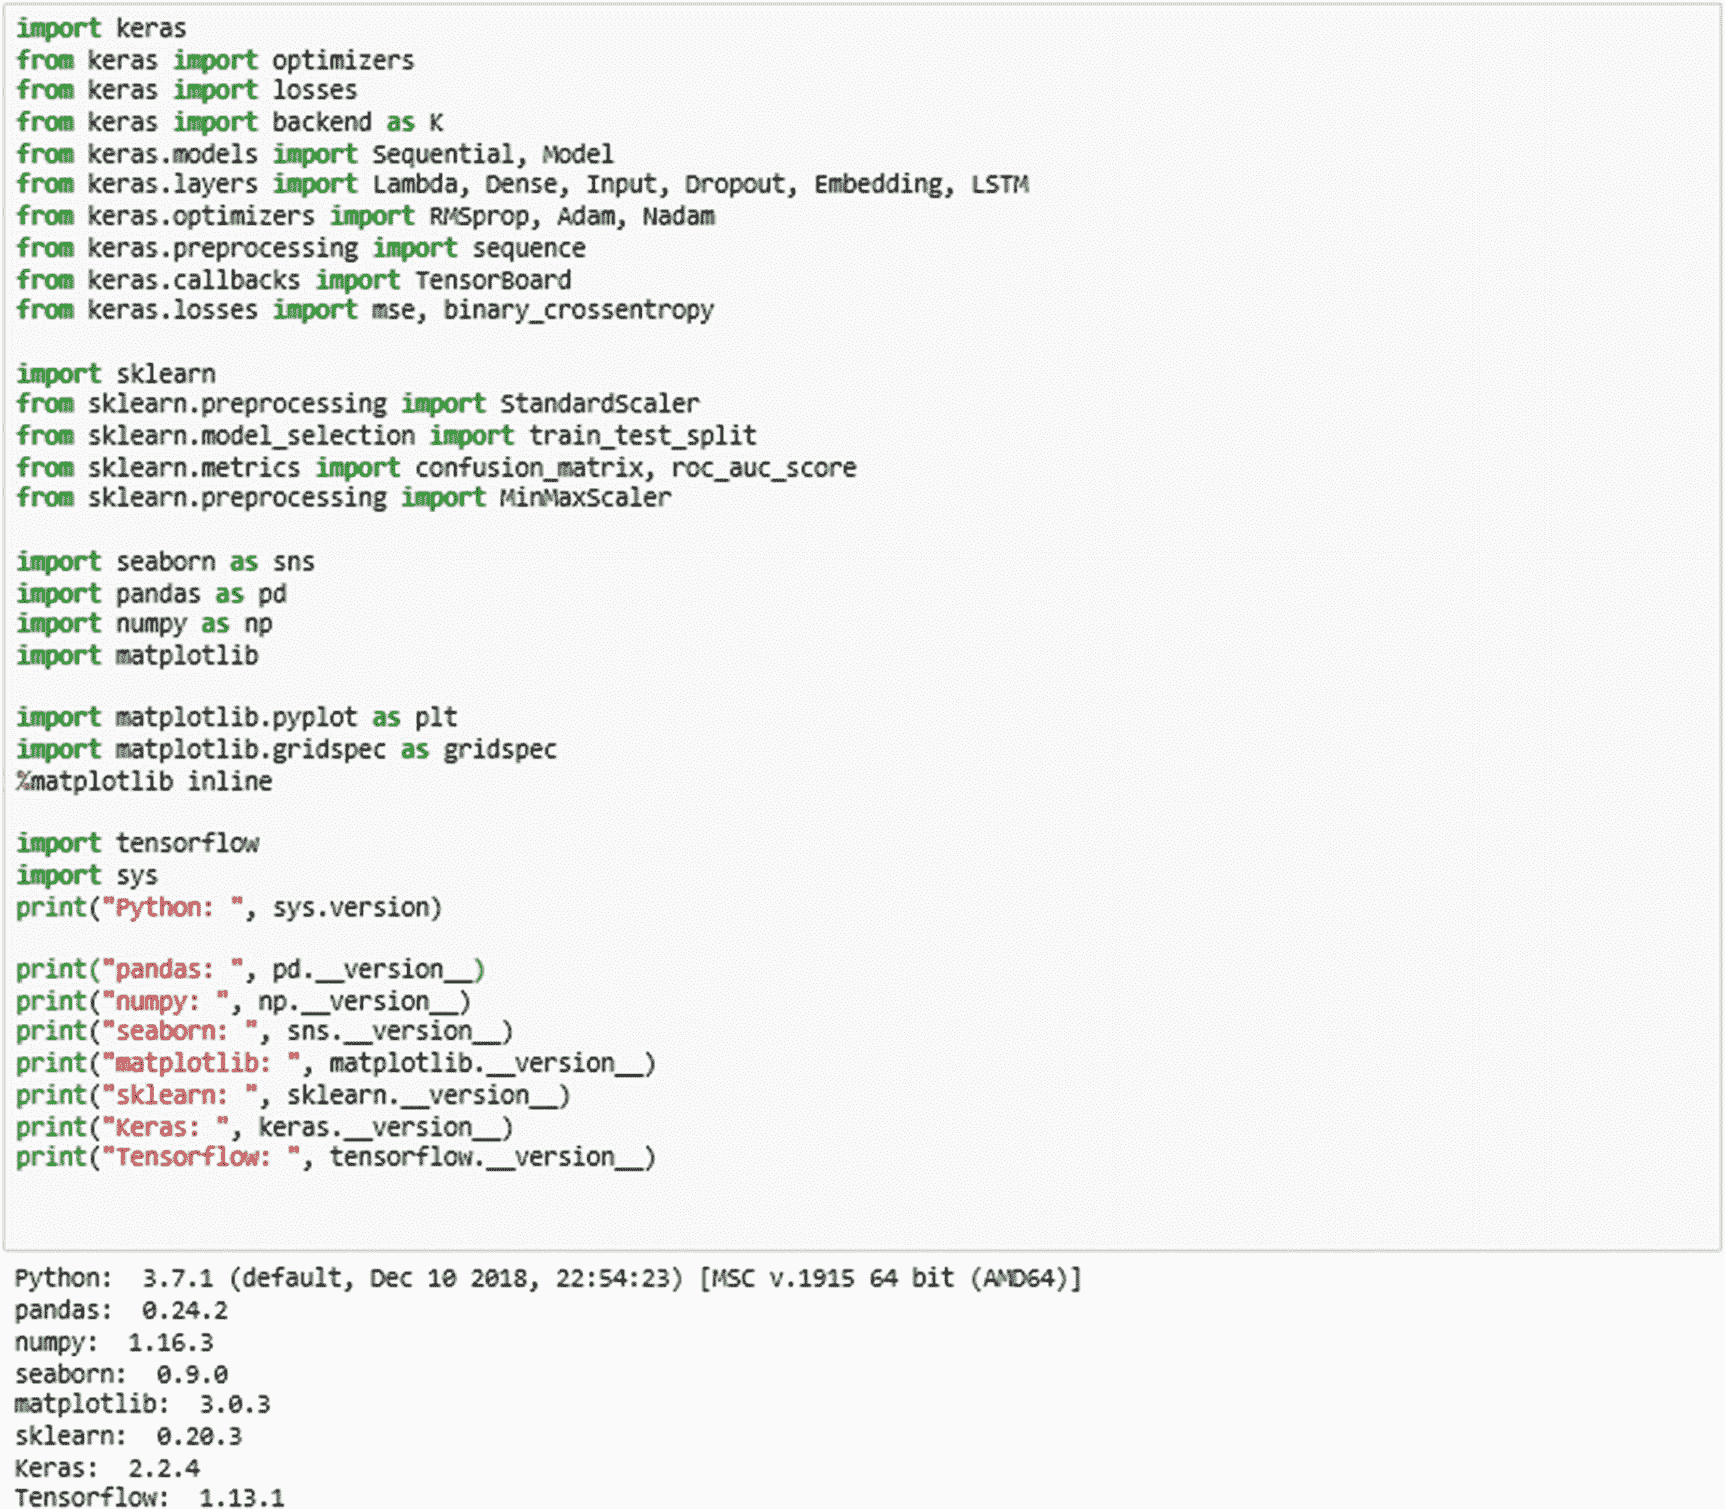 import keras
from keras import optimizers
from keras import losses
from keras import backend as K
from keras.models import Sequential, Model
from keras.layers import Lambda, Dense, Input, Dropout, Embedding, LSTM
from keras.optimizers import RMSprop, Adam, Nadam
from keras.preprocessing import sequence
from keras.callbacks import TensorBoard
from keras.losses import mse, binary_crossentropy

import sklearn
from sklearn.preprocessing import StandardScaler
from sklearn.model_selection import train_test_split
from sklearn.metrics import confusion_matrix, roc_auc_score
from sklearn.preprocessing import MinMaxScaler

import seaborn as sns
import pandas as pd
import numpy as np
import matplotlib

import matplotlib.pyplot as plt
import matplotlib.gridspec as gridspec
%matplotlib inline

import tensorflow
import sys
print("Python: ", sys.version)

print("pandas: ", pd.__version__)
print("numpy: ", np.__version__)
print("seaborn: ", sns.__version__)
print("matplotlib: ", matplotlib.__version__)
print("sklearn: ", sklearn.__version__)
print("Keras: ", keras.__version__)
print("Tensorflow: ", tensorflow.__version__)

Python:  3.7.1 (default, Dec 10 2018, 22:54:23) [MSC v.1915 64 bit (AMD64)]
pandas:  0.24.2
numpy:  1.16.3
seaborn:  0.9.0
matplotlib:  3.0.3
sklearn:  0.20.3
Keras:  2.2.4
Tensorflow:  1.13.1